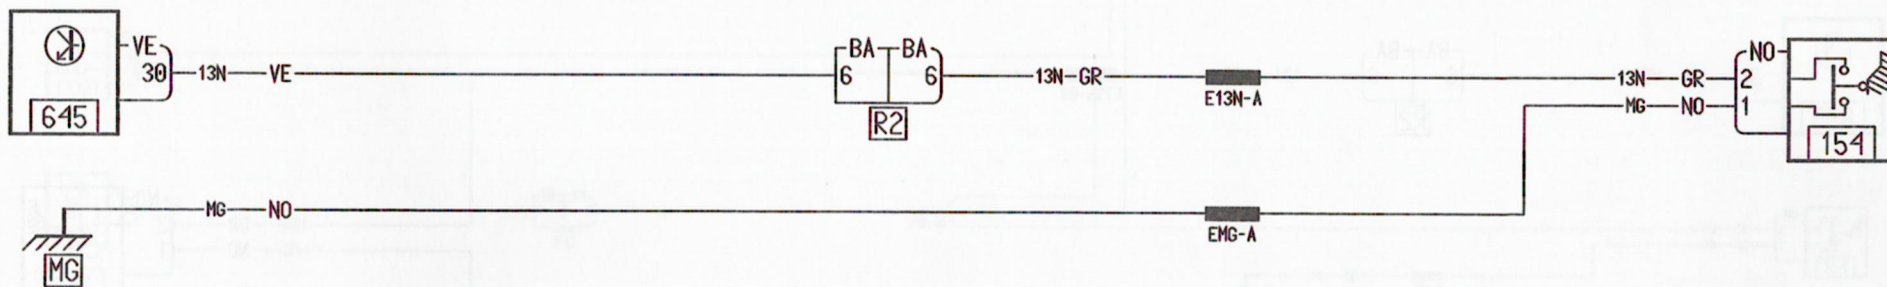 VE BA BA NO
30 13N VE 6 6 13N GR 13N GR 2
E13N-A MG NO 1
645 R2 154
MG NO
EMG-A
MG